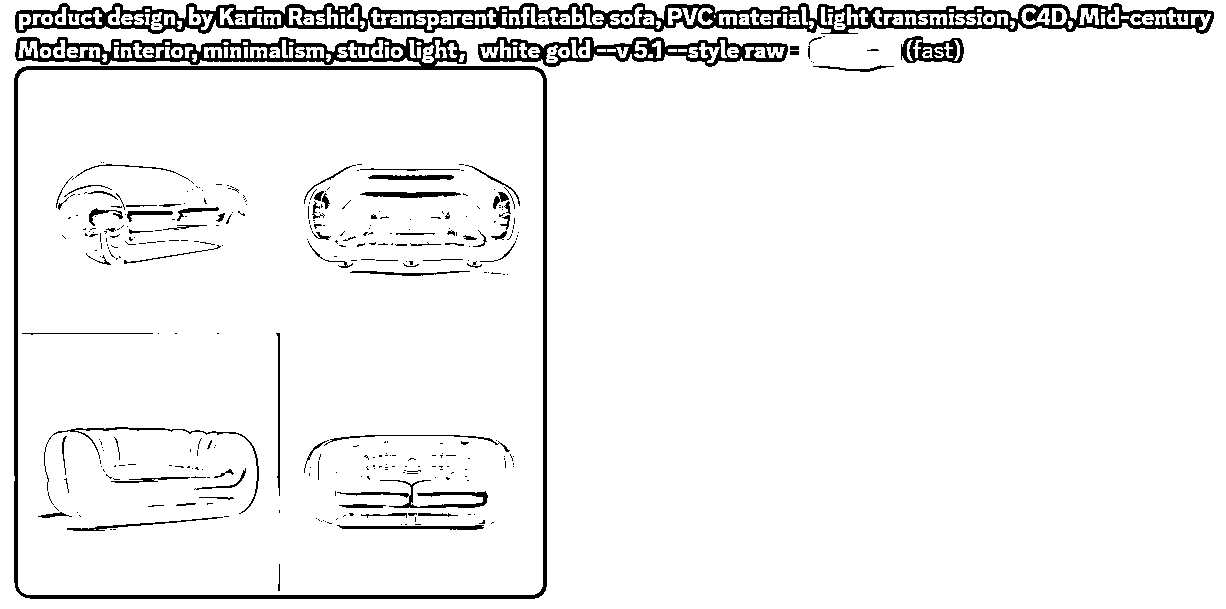 product design, by Karim Rashid, transparent inflatable sofa, PVC material, light transmission, C4D, Mid-century
Modern, interior, minimalism, studio light， white gold --v 5.1 --style raw - (fast)